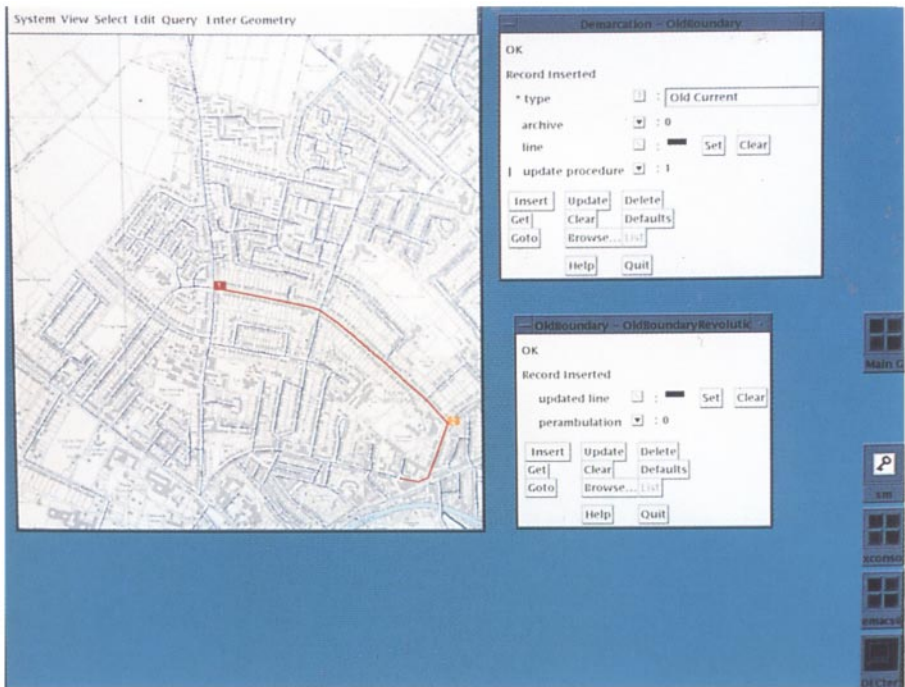 System View Select Edit Query Enter Geometry
Demarcation - OldBoundary
OK
Record Inserted
* type : Old Current
archive : 0
line : Set Clear
update procedure : 1
Insert Update Delete
Get Clear Defaults
Goto Browse... List
Help Quit
OldBoundary - OldBoundaryRevolutic
OK
Record Inserted
updated line : Set Clear
perambulation : 0
Insert Update Delete
Get Clear Defaults
Goto Browse... List
Help Quit
Main G
sm
xconso
emacs
DECter